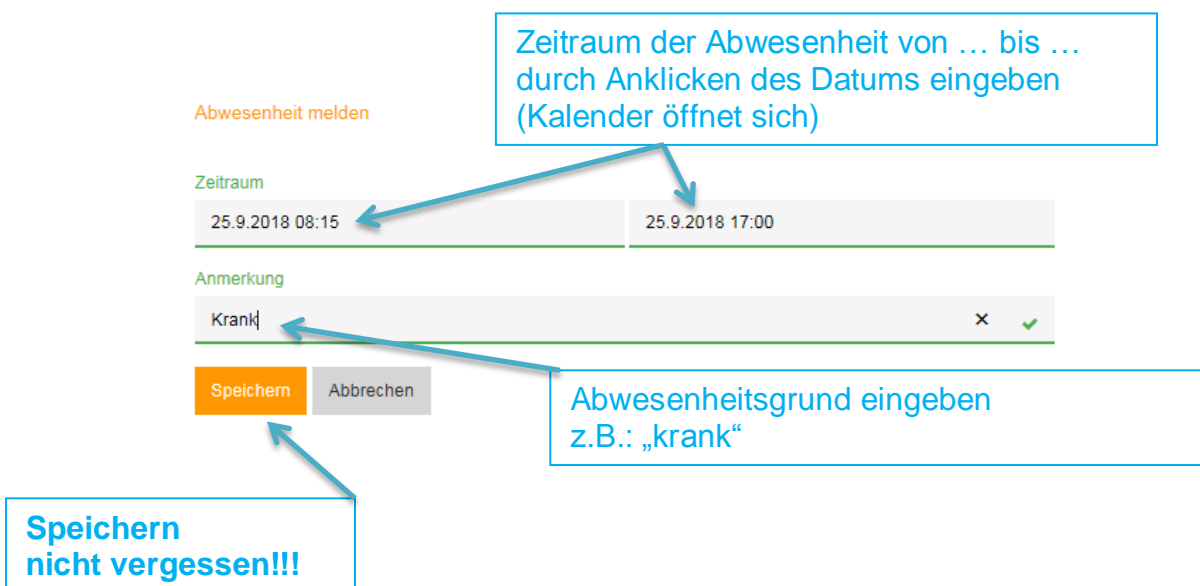 Zeitraum der Abwesenheit von … bis …
durch Anklicken des Datums eingeben
(Kalender öffnet sich)
Abwesenheit melden
Zeitraum
25.9.2018 08:15 25.9.2018 17:00
Anmerkung
Krank
Speichern Abbrechen
Abwesenheitsgrund eingeben
z.B.: „krank“
Speichern
nicht vergessen!!!